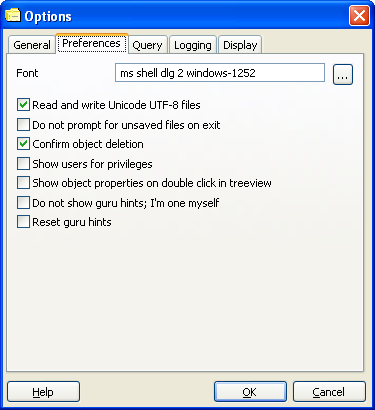 Options
General Preferences Query Logging Display
Font ms shell dlg 2 windows-1252 ...
Read and write Unicode UTF-8 files
Do not prompt for unsaved files on exit
Confirm object deletion
Show users for privileges
Show object properties on double click in treeview
Do not show guru hints; I'm one myself
Reset guru hints
Help OK Cancel